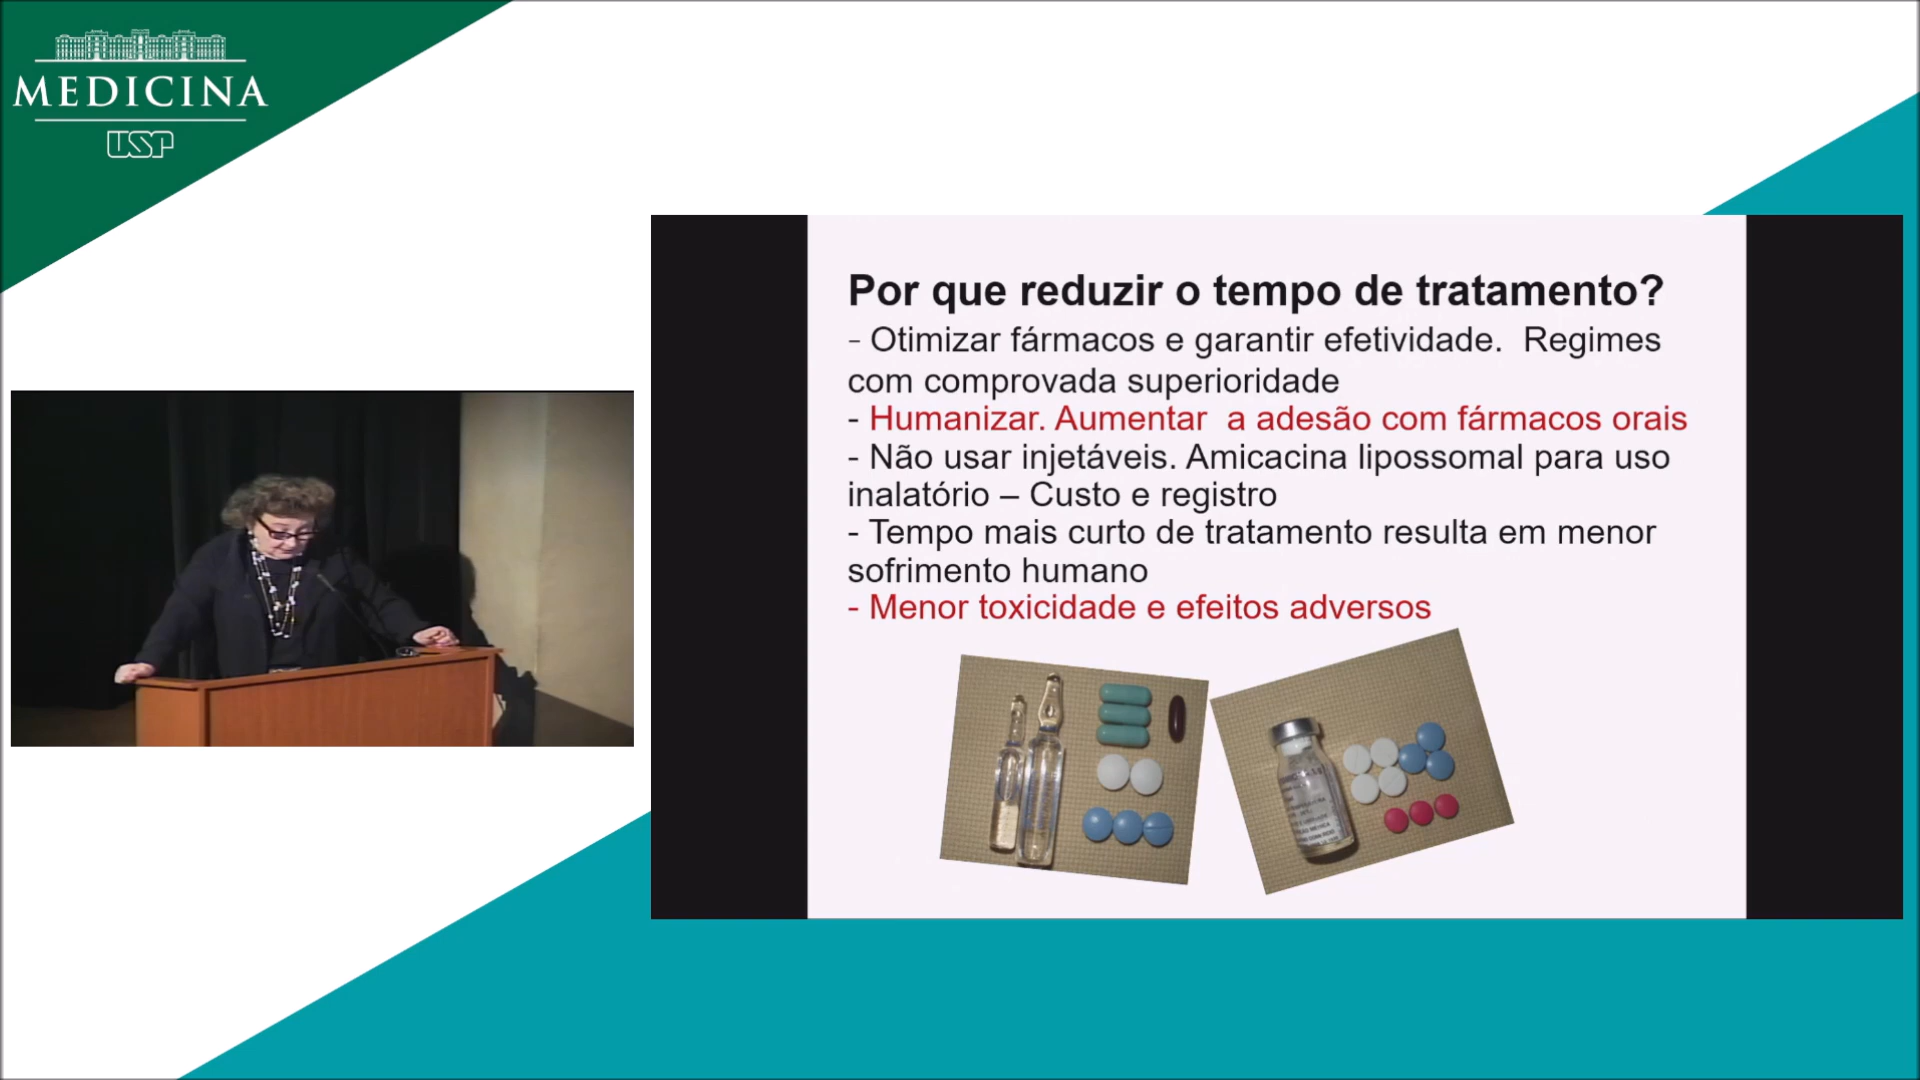 MEDICINA
USP
Por que reduzir o tempo de tratamento?
- Otimizar fármacos e garantir efetividade.  Regimes
com comprovada superioridade
- Humanizar. Aumentar  a adesão com fármacos orais
- Não usar injetáveis. Amicacina lipossomal para uso
inalatório – Custo e registro
- Tempo mais curto de tratamento resulta em menor
sofrimento humano
- Menor toxicidade e efeitos adversos